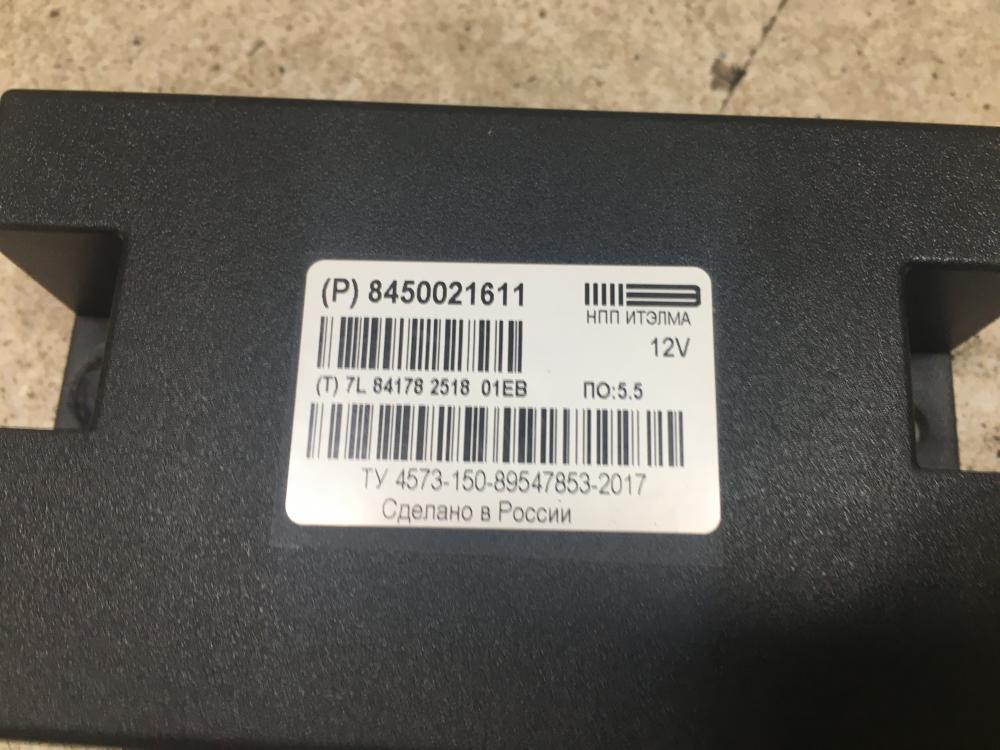 (P) 8450021611
НПП ИТЭЛМА
12V
(T) 7L 84178 2518 01EB ПО:5.5
ТУ 4573-150-89547853-2017
Сделано в России